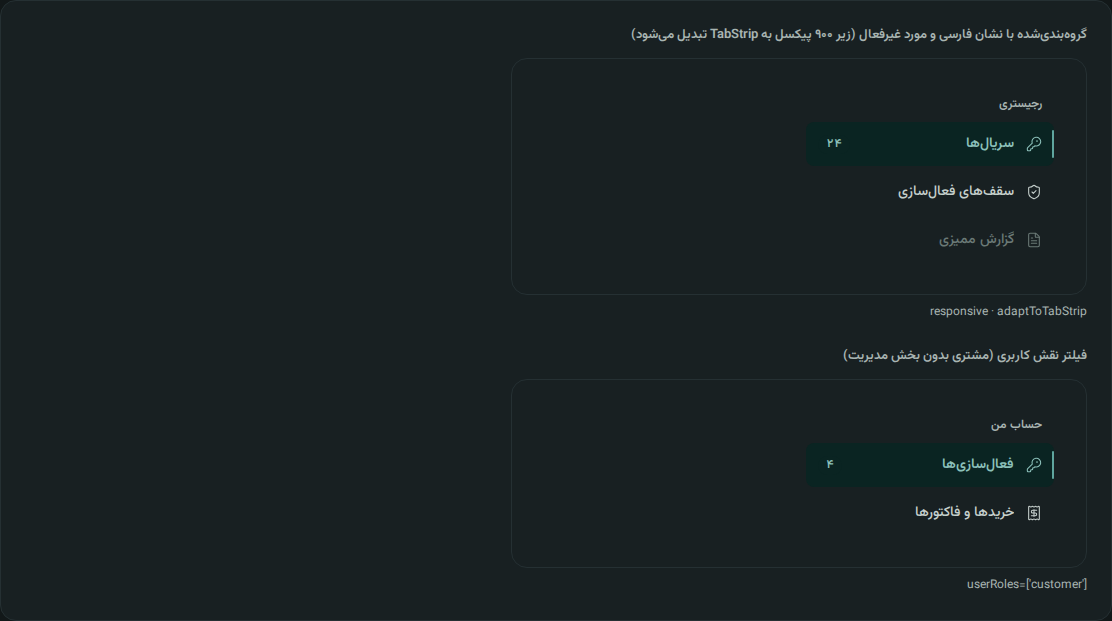 گروه‌بندی‌شده با نشان فارسی و مورد غیرفعال (زیر ۹۰۰ پیکسل به TabStrip تبدیل می‌شود)
رجیستری
سریال‌ها ۲۴
سقف‌های فعال‌سازی
گزارش ممیزی
responsive · adaptToTabStrip
فیلتر نقش کاربری (مشتری بدون بخش مدیریت)
حساب من
فعال‌سازی‌ها ۴
خریدها و فاکتورها
userRoles=['customer']